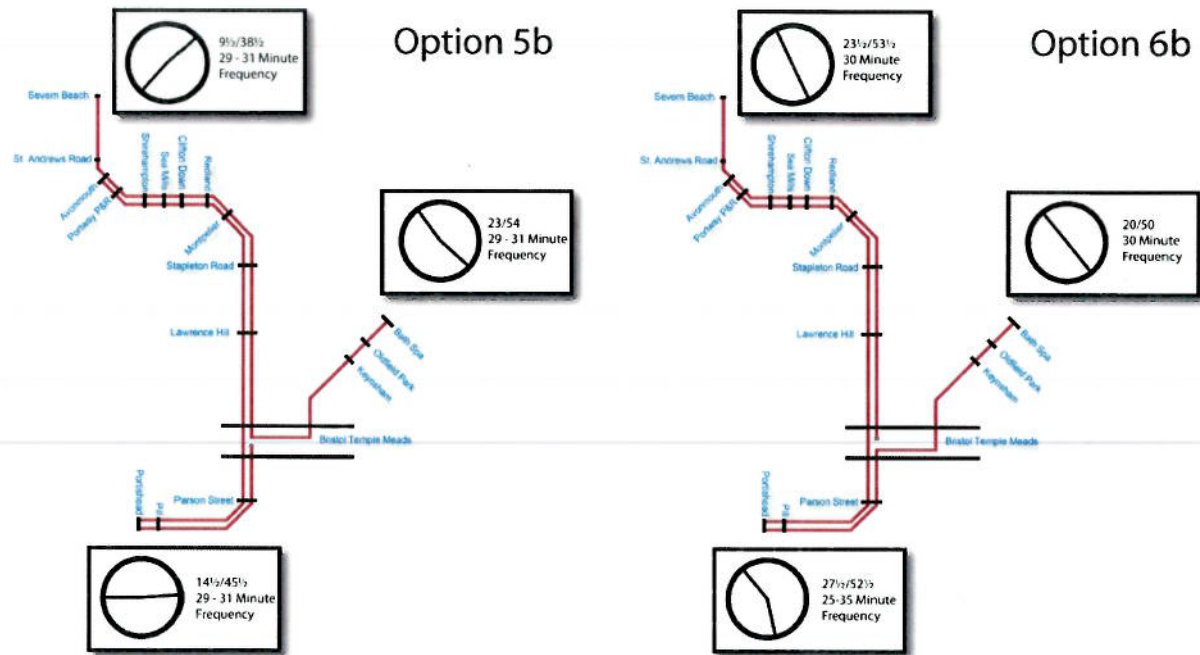 Option 5b
9½/38½
29 - 31 Minute
Frequency
Severn Beach
St. Andrews Road
Avonmouth
Portway P&R
Shirehampton
Sea Mills
Clifton Down
Redland
Montpelier
23/54
29 - 31 Minute
Frequency
Stapleton Road
Lawrence Hill
Bath Spa
Oldfield Park
Keynsham
Bristol Temple Meads
Parson Street
Portishead
Pill
14½/45½
29 - 31 Minute
Frequency
Option 6b
23½/53½
30 Minute
Frequency
Severn Beach
St. Andrews Road
Avonmouth
Portway P&R
Shirehampton
Sea Mills
Clifton Down
Redland
Montpelier
20/50
30 Minute
Frequency
Stapleton Road
Lawrence Hill
Bath Spa
Oldfield Park
Keynsham
Bristol Temple Meads
Parson Street
Portishead
Pill
27½/52½
25-35 Minute
Frequency